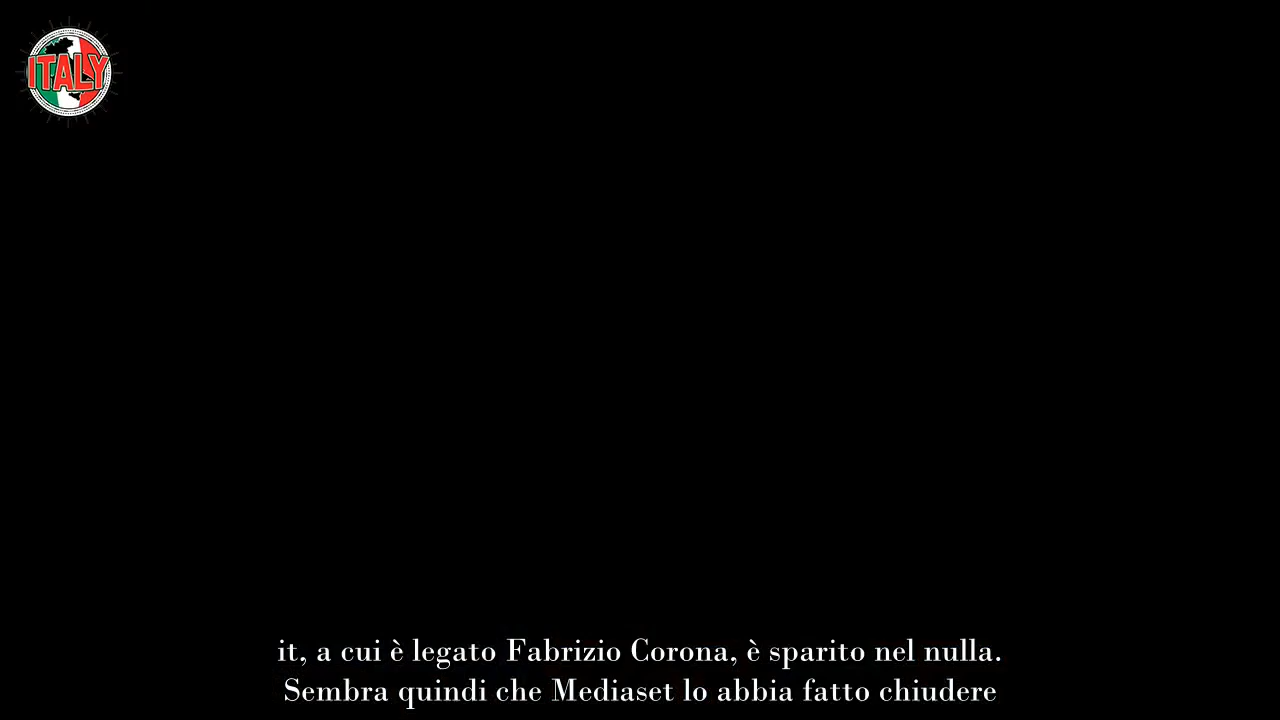 ITALY
it, a cui è legato Fabrizio Corona, è sparito nel nulla.
Sembra quindi che Mediaset lo abbia fatto chiudere